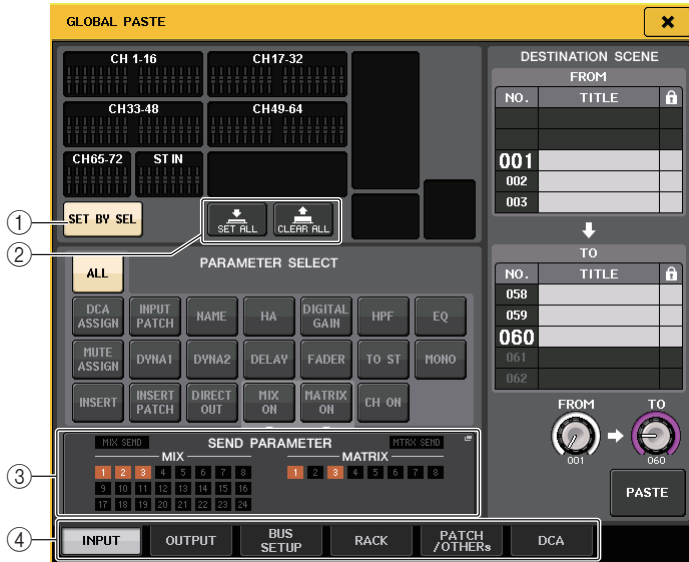 GLOBAL PASTE
CH 1-16
CH17-32
CH33-48
CH49-64
CH65-72
ST IN
① SET BY SEL
② SET ALL
CLEAR ALL
ALL
PARAMETER SELECT
DCA ASSIGN
INPUT PATCH
NAME
HA
DIGITAL GAIN
HPF
EQ
MUTE ASSIGN
DYNA1
DYNA2
DELAY
FADER
TO ST
MONO
INSERT
INSERT PATCH
DIRECT OUT
MIX ON
MATRIX ON
CH ON
③ MIX SEND
SEND PARAMETER
MTRX SEND
MIX
MATRIX
1 2 3 4 5 6 7 8
9 10 11 12 13 14 15 16
17 18 19 20 21 22 23 24
1 2 3 4 5 6 7 8
④ INPUT
OUTPUT
BUS SETUP
RACK
PATCH /OTHERs
DCA
DESTINATION SCENE
FROM
NO. TITLE
001
002
003
TO
NO. TITLE
058
059
060
061
062
FROM
TO
001
060
PASTE